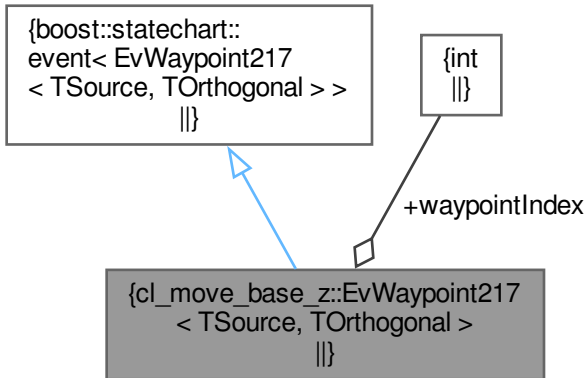 {boost::statechart::
event< EvWaypoint217
< TSource, TOrthogonal > >
||}
{int
||}
+waypointIndex
{cl_move_base_z::EvWaypoint217
< TSource, TOrthogonal >
||}